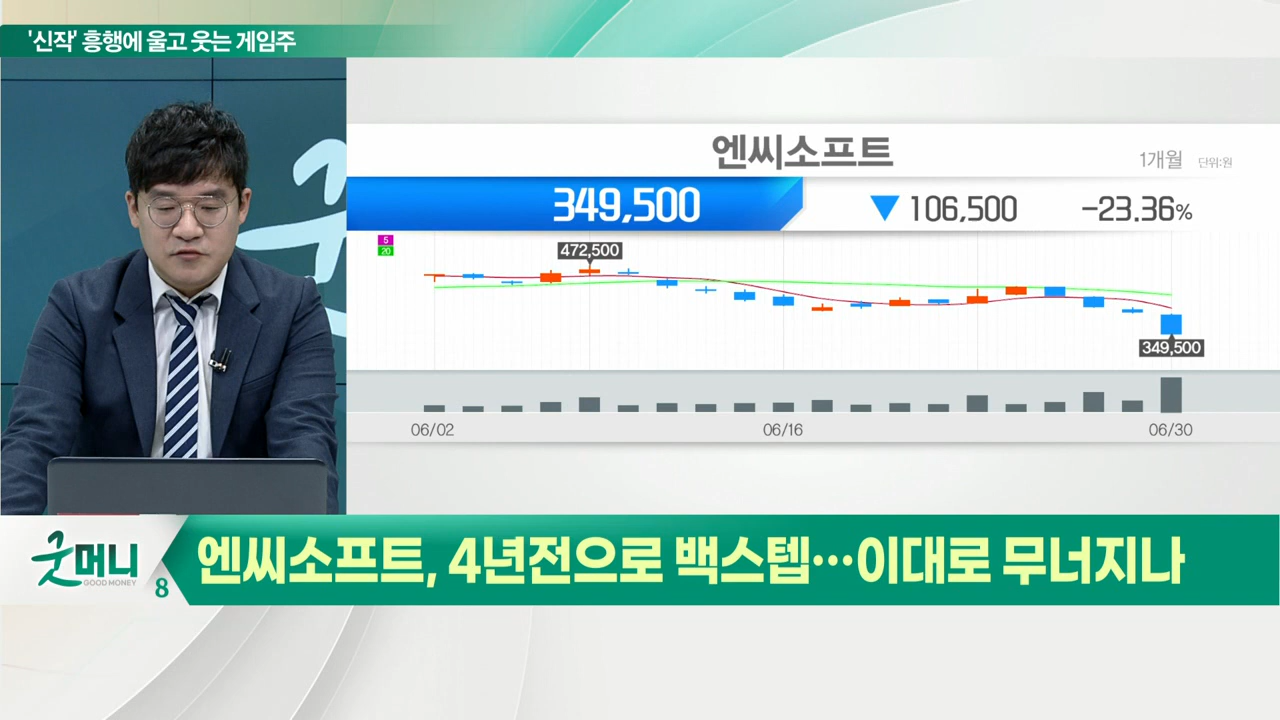 '신작' 흥행에 울고 웃는 게임주
엔씨소프트
1개월 단위:원
349,500 ▼ 106,500 -23.36%
5
20
472,500
349,500
06/02 06/16 06/30
굿머니
GOOD MONEY
8
엔씨소프트, 4년전으로 백스텝…이대로 무너지나